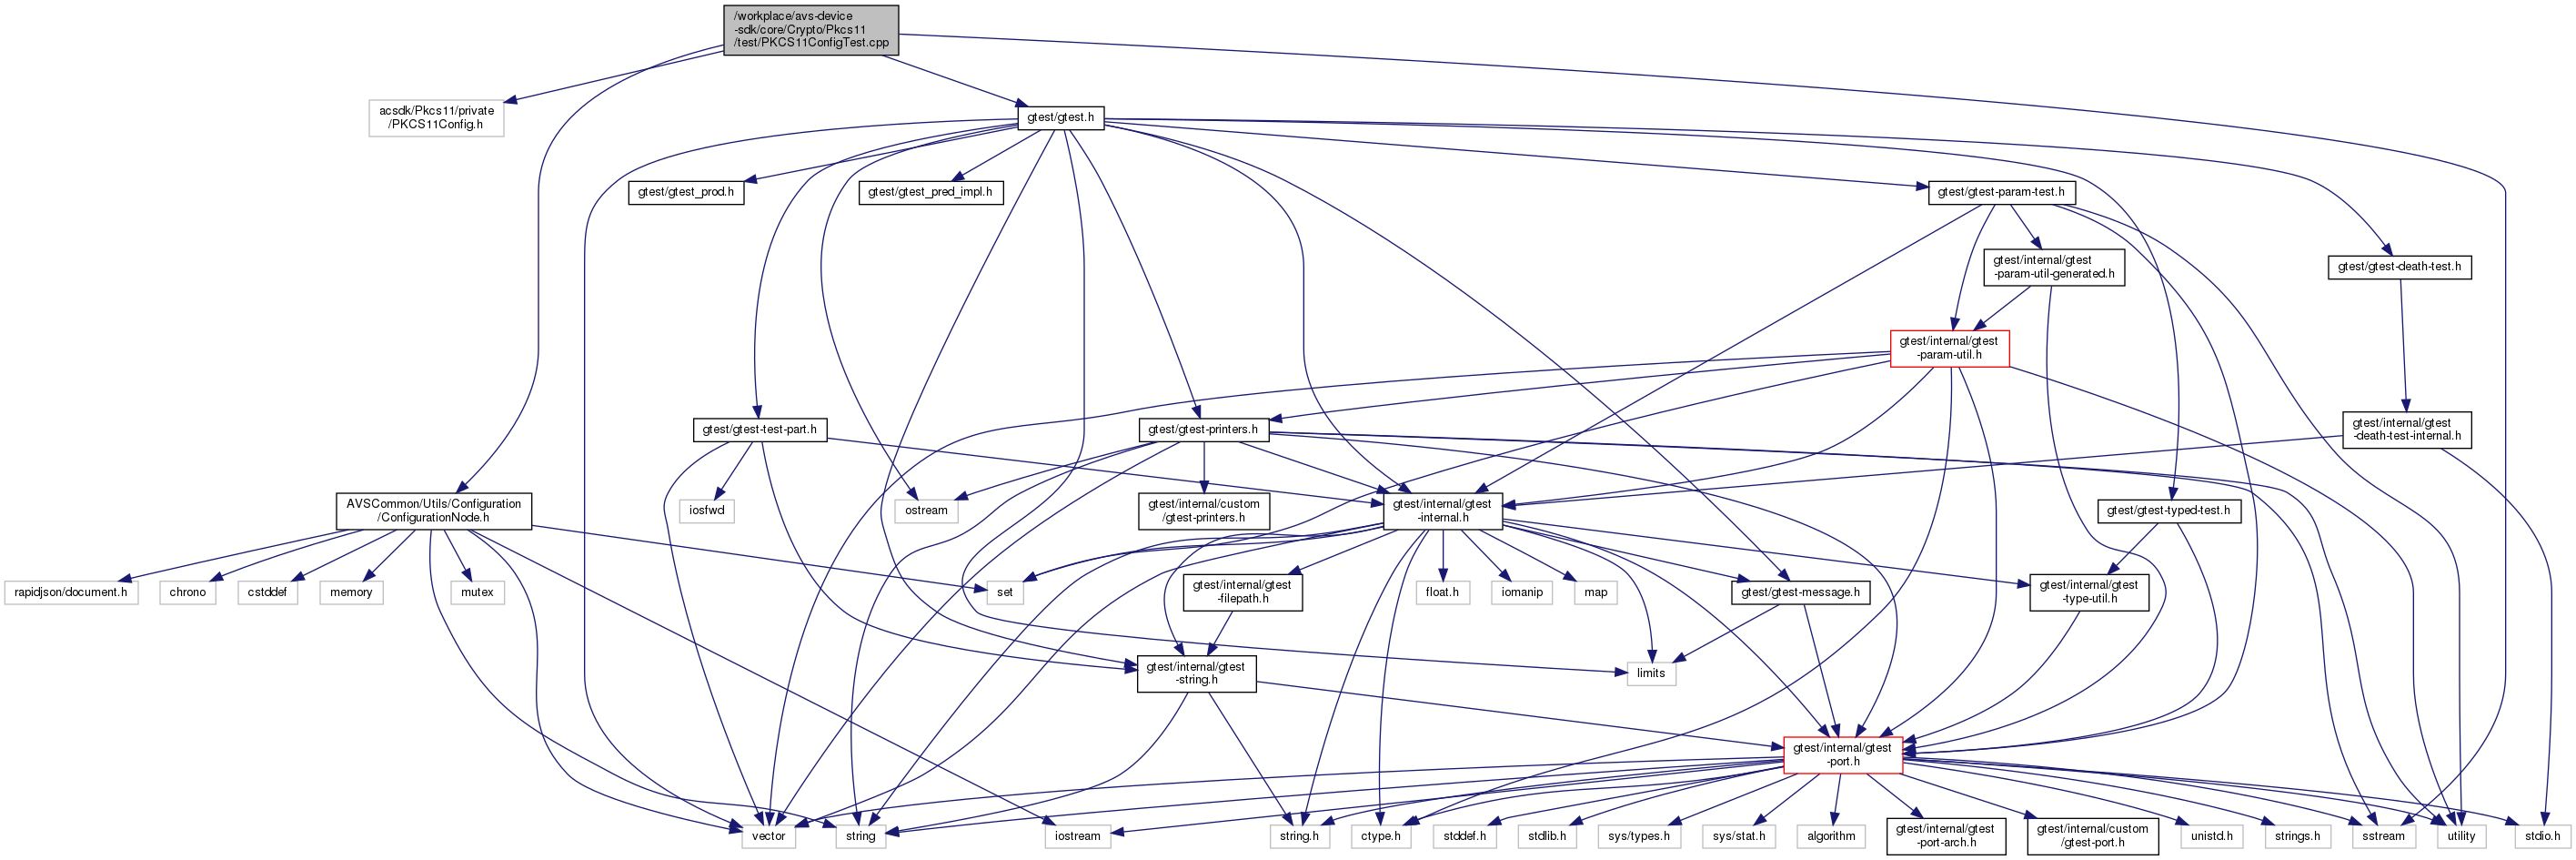 /workplace/avs-device
-sdk/core/Crypto/Pkcs11
/test/PKCS11ConfigTest.cpp
acsdk/Pkcs11/private
/PKCS11Config.h
gtest/gtest.h
gtest/gtest_prod.h
gtest/gtest_pred_impl.h
gtest/gtest-param-test.h
gtest/internal/gtest
-param-util-generated.h
gtest/gtest-death-test.h
gtest/internal/gtest
-param-util.h
gtest/gtest-test-part.h
gtest/gtest-printers.h
gtest/internal/gtest
-death-test-internal.h
AVSCommon/Utils/Configuration
/ConfigurationNode.h
iosfwd
ostream
gtest/internal/custom
/gtest-printers.h
gtest/internal/gtest
-internal.h
gtest/gtest-typed-test.h
rapidjson/document.h
chrono
cstddef
memory
mutex
set
gtest/internal/gtest
-filepath.h
float.h
iomanip
map
gtest/gtest-message.h
gtest/internal/gtest
-type-util.h
gtest/internal/gtest
-string.h
limits
gtest/internal/gtest
-port.h
vector
string
iostream
string.h
ctype.h
stddef.h
stdlib.h
sys/types.h
sys/stat.h
algorithm
gtest/internal/gtest
-port-arch.h
gtest/internal/custom
/gtest-port.h
unistd.h
strings.h
sstream
utility
stdio.h